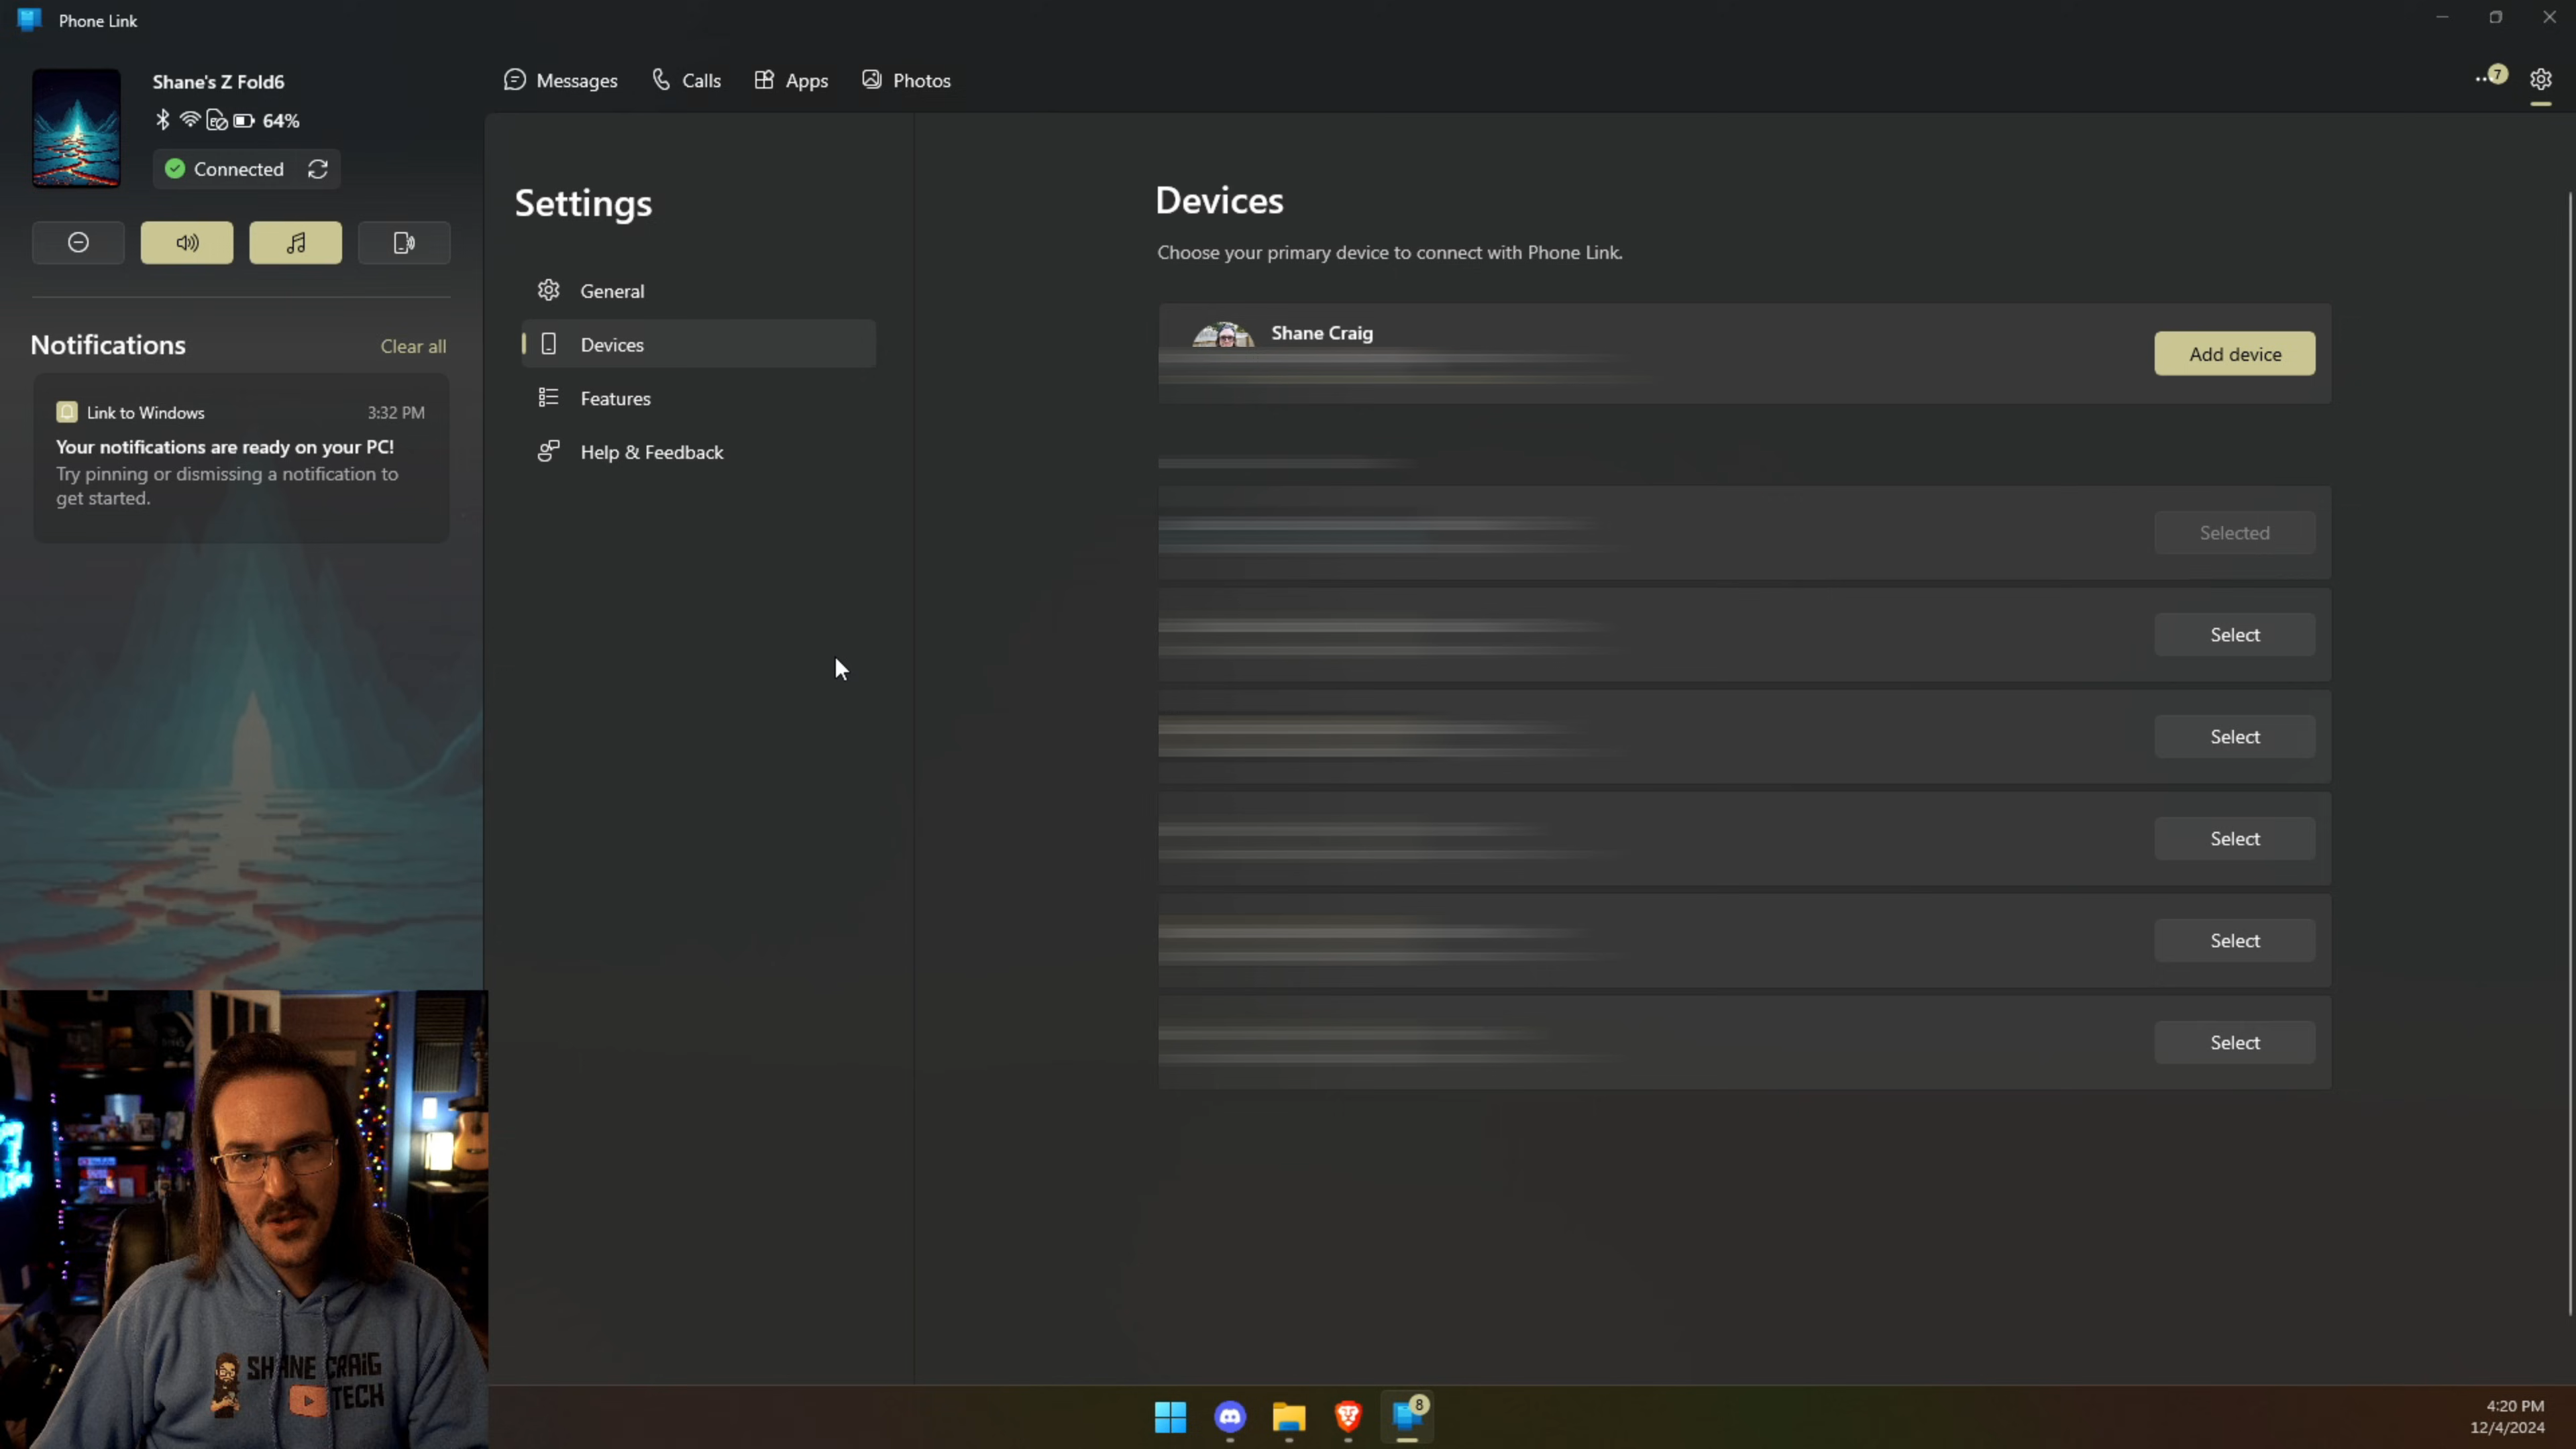 Phone Link
Shane's Z Fold6
64%
Connected
Messages
Calls
Apps
Photos
7
Notifications
Clear all
Link to Windows
3:32 PM
Your notifications are ready on your PC!
Try pinning or dismissing a notification to
get started.
Settings
General
Devices
Features
Help & Feedback
Devices
Choose your primary device to connect with Phone Link.
Shane Craig
Add device
Selected
Select
Select
Select
Select
Select
SHANE CRAIG
TECH
8
4:20 PM
12/4/2024